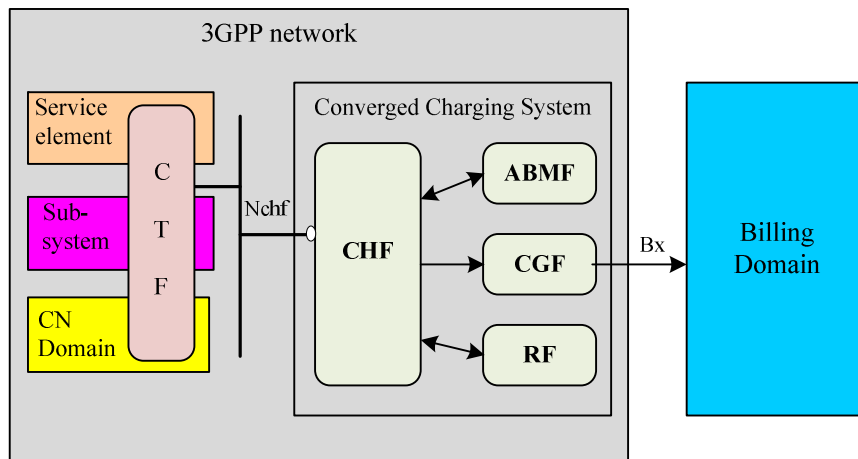 3GPP network
Service
element
Sub-
system
CN
Domain
C
T
F
Nchf
Converged Charging System
CHF
ABMF
CGF
RF
Bx
Billing
Domain